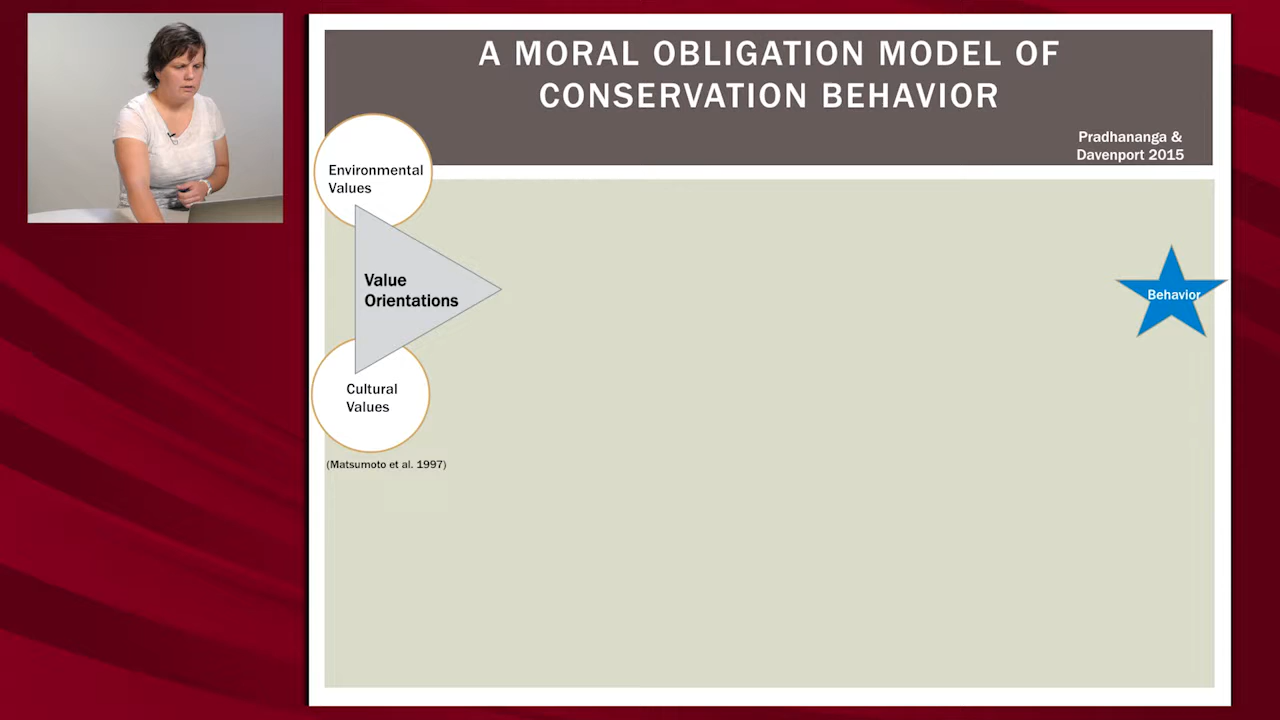 A MORAL OBLIGATION MODEL OF
CONSERVATION BEHAVIOR
Pradhananga &
Davenport 2015
Environmental
Values
Value
Orientations
Behavior
Cultural
Values
(Matsumoto et al. 1997)